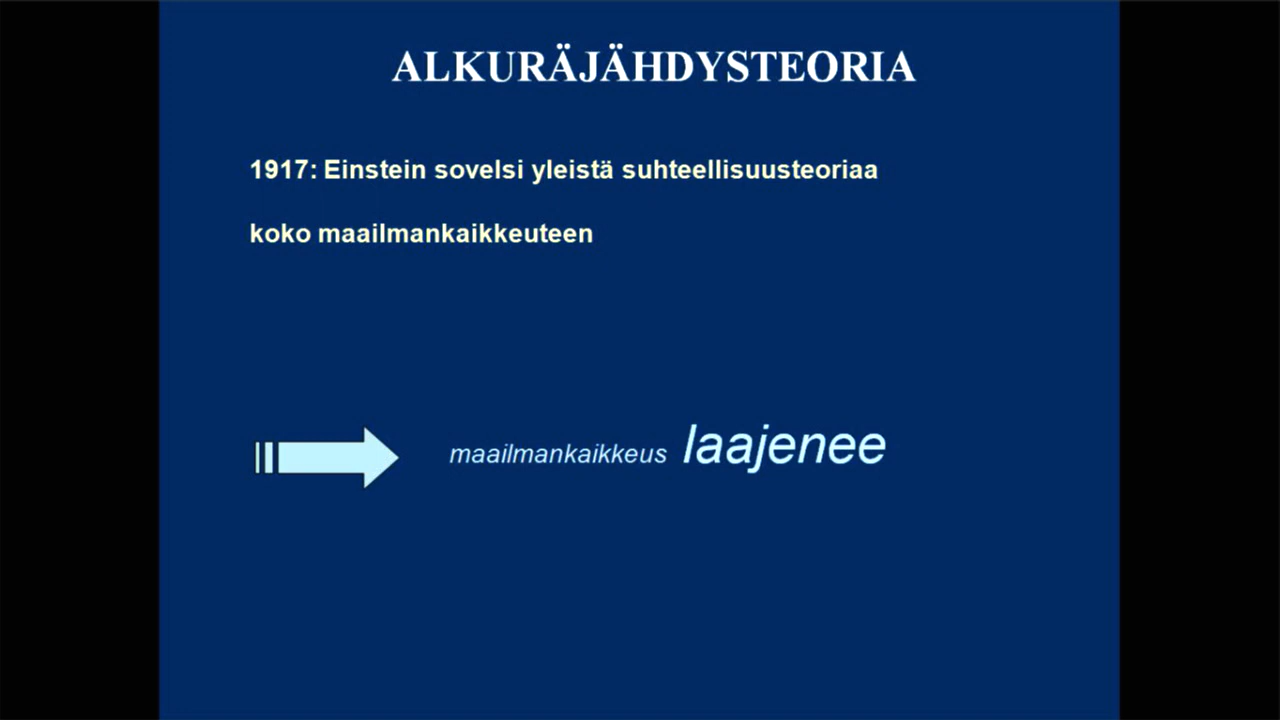 ALKURÄJÄHDYSTEORIA
1917: Einstein sovelsi yleistä suhteellisuusteoriaa
koko maailmankaikkeuteen
maailmankaikkeus laajenee